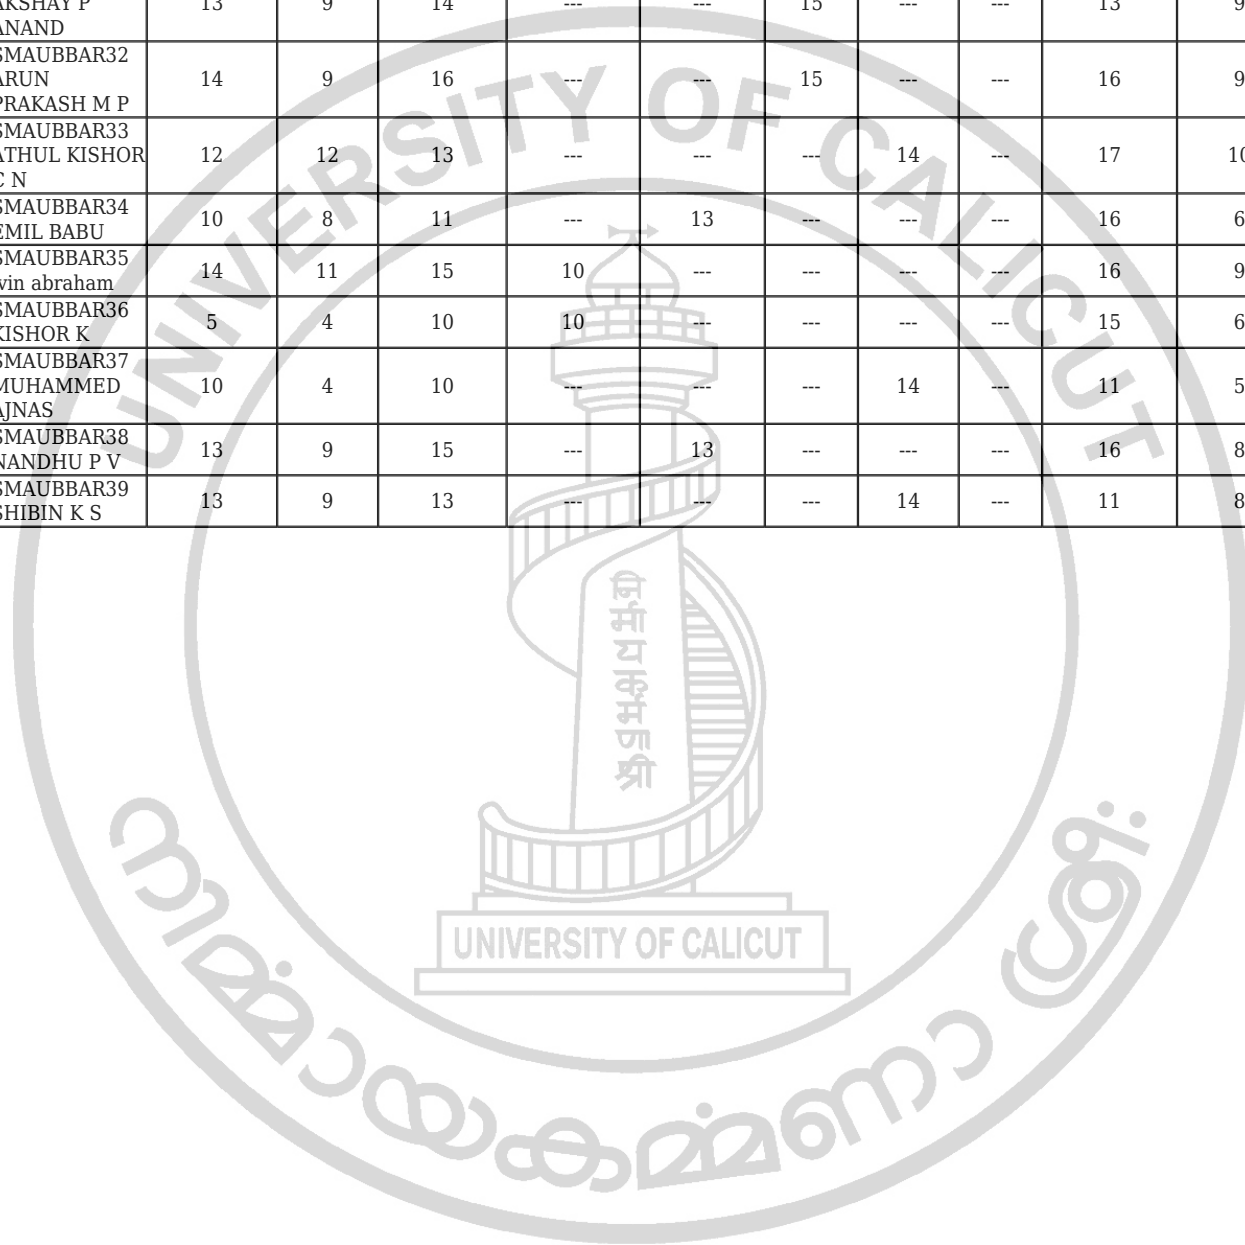 AKSHAY P 13 9 14 --- --- 15 --- --- 13 9
ANAND
SMAUBBAR32
ARUN 14 9 16 --- --- 15 --- --- 16 9
PRAKASH M P
SMAUBBAR33
ATHUL KISHOR 12 12 13 --- --- --- 14 --- 17 10
C N
SMAUBBAR34
EMIL BABU 10 8 11 --- 13 --- --- --- 16 6
SMAUBBAR35
vin abraham 14 11 15 10 --- --- --- --- 16 9
SMAUBBAR36
KISHOR K 5 4 10 10 --- --- --- --- 15 6
SMAUBBAR37
MUHAMMED 10 4 10 --- --- --- 14 --- 11 5
AJNAS
SMAUBBAR38
NANDHU P V 13 9 15 --- 13 --- --- --- 16 8
SMAUBBAR39
SHIBIN K S 13 9 13 --- --- --- 14 --- 11 8
UNIVERSITY OF CALICUT
UNIVERSITY OF CALICUT